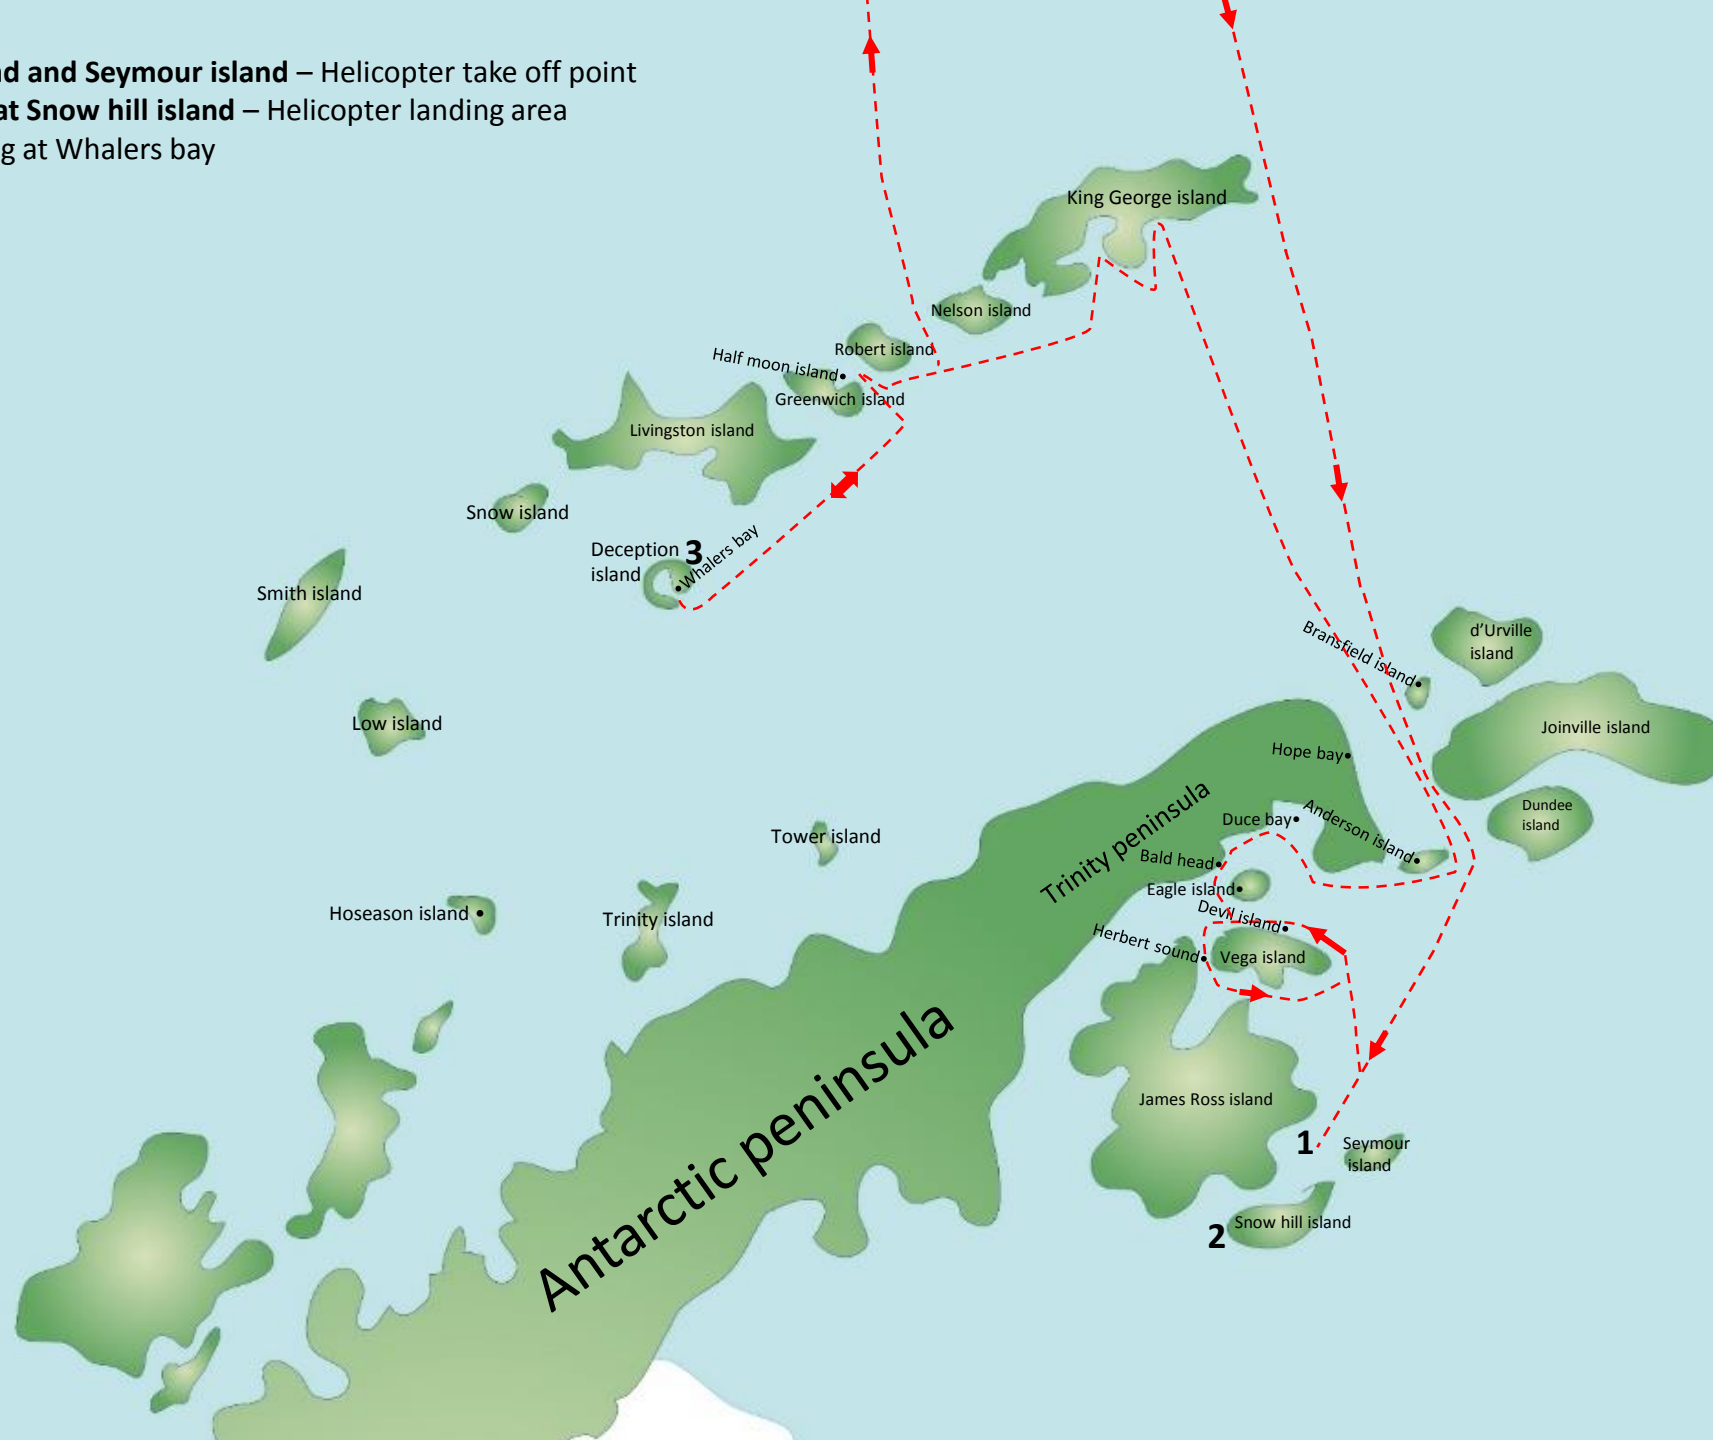 d and Seymour island – Helicopter take off point
at Snow hill island – Helicopter landing area
g at Whalers bay
King George island
Nelson island
Robert island
Half moon island
Greenwich island
Livingston island
Snow island
Deception
island
3
Whalers bay
Smith island
Bransfield island
d’Urville
island
Low island
Joinville island
Hope bay
Trinity peninsula
Dundee
island
Duce bay
Anderson island
Tower island
Bald head
Eagle island
Hoseason island
Trinity island
Devil island
Herbert sound
Vega island
Antarctic peninsula
James Ross island
1
Seymour
island
2
Snow hill island